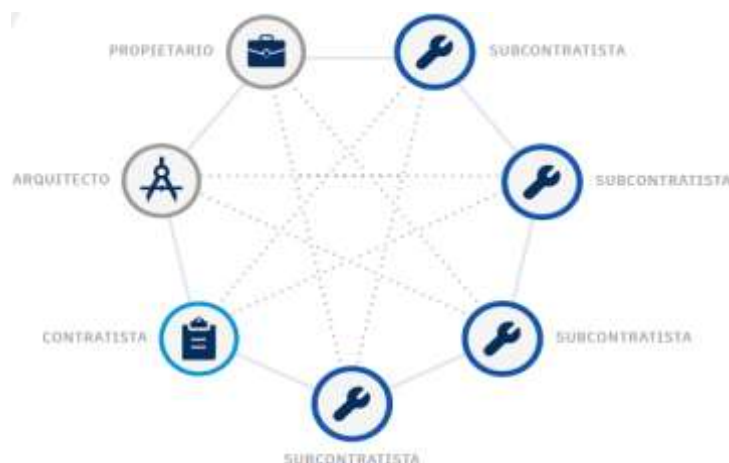 PROPIETARIO
SUBCONTRATISTA
ARQUITECTO
SUBCONTRATISTA
CONTRATISTA
SUBCONTRATISTA
SUBCONTRATISTA